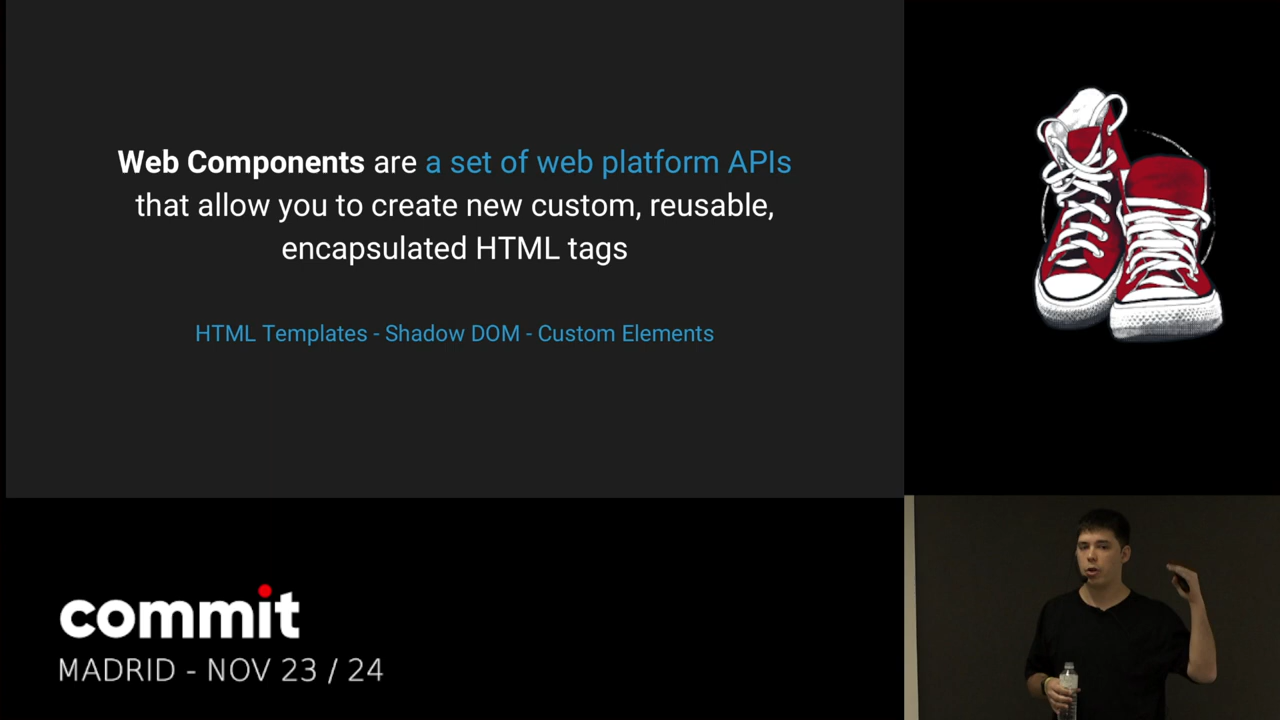 Web Components are a set of web platform APIs
that allow you to create new custom, reusable,
encapsulated HTML tags
HTML Templates - Shadow DOM - Custom Elements
commit
MADRID - NOV 23 / 24